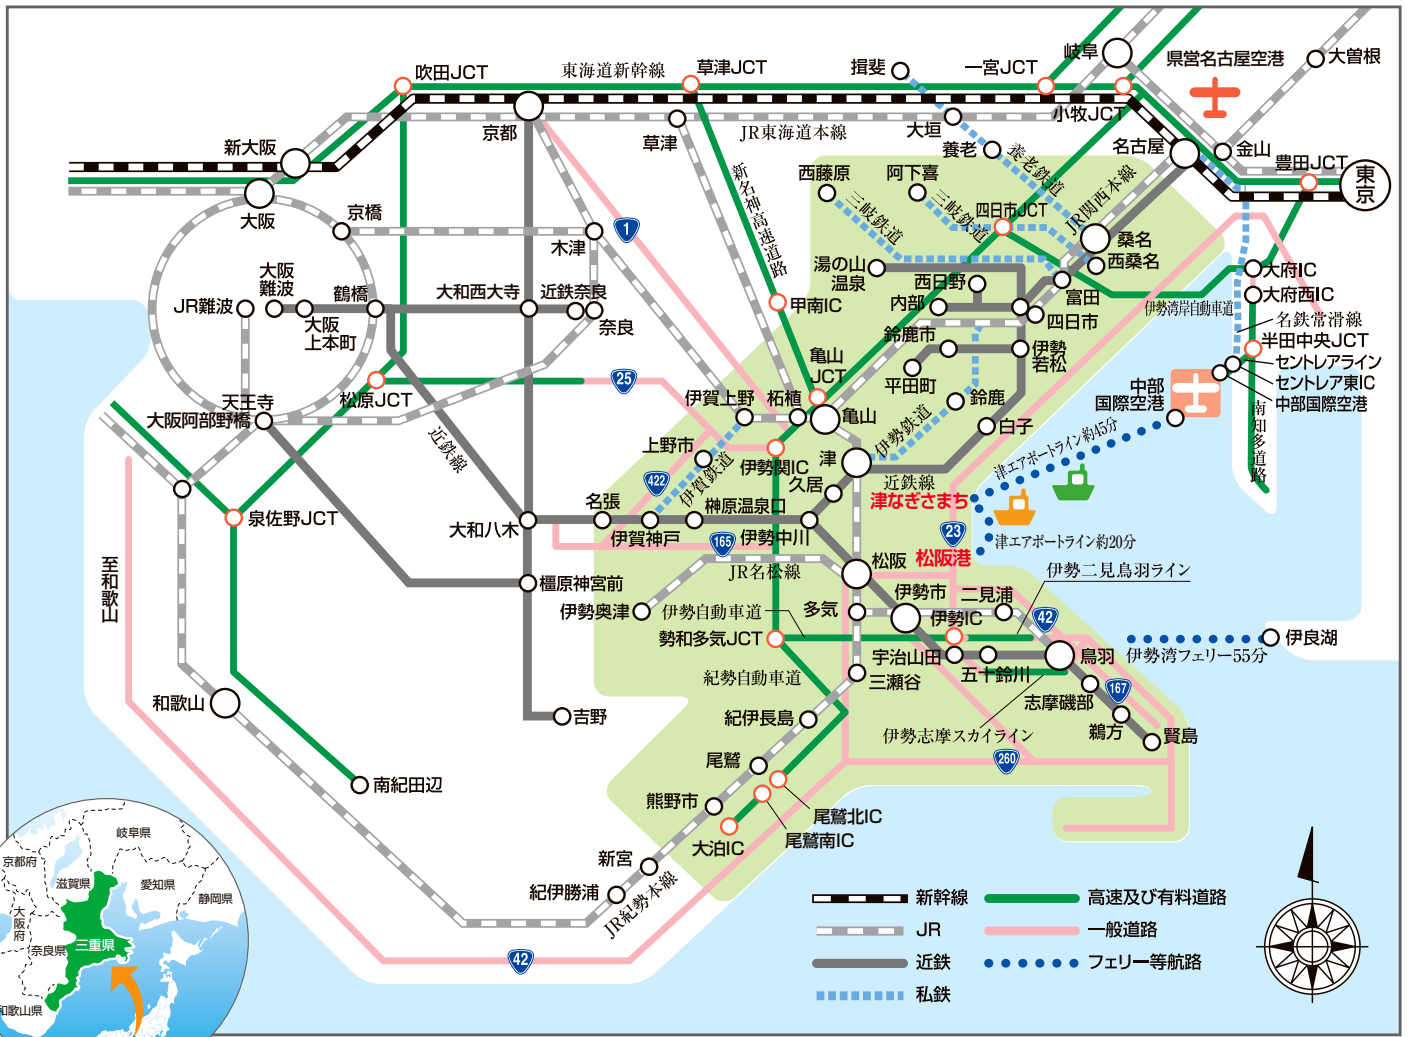 岐阜
県営名古屋空港
大曽根
吹田JCT
東海道新幹線
草津JCT
揖斐
一宮JCT
小牧JCT
京都
草津
JR東海道本線
大垣
養老
養老鉄道
名古屋
金山
豊田JCT
東京
新大阪
大阪
京橋
木津
1
新名神高速道路
西藤原
三岐鉄道
阿下喜
三岐鉄道
四日市JCT
JR関西本線
桑名
西桑名
湯の山
温泉
西日野
内部
富田
四日市
伊勢湾岸自動車道
大府IC
大府西IC
名鉄常滑線
半田中央JCT
セントレアライン
セントレア東IC
中部国際空港
南知多道路
中部
国際空港
JR難波
大阪
難波
大阪
上本町
鶴橋
大和西大寺
近鉄奈良
奈良
甲南IC
亀山
JCT
鈴鹿市
平田町
伊勢
若松
鈴鹿
伊勢鉄道
白子
25
天王寺
大阪阿部野橋
松原JCT
近鉄線
伊賀上野
柘植
亀山
上野市
伊賀鉄道
422
伊勢関IC
津
久居
近鉄線
津なぎさまち
津エアポートライン約45分
津エアポートライン約20分
23
松阪港
泉佐野JCT
大和八木
名張
伊賀神戸
榊原温泉口
伊勢中川
165
至和歌山
橿原神宮前
JR名松線
松阪
伊勢奥津
伊勢自動車道
多気
伊勢市
伊勢IC
二見浦
伊勢二見鳥羽ライン
42
勢和多気JCT
宇治山田
五十鈴川
鳥羽
伊勢湾フェリー55分
伊良湖
紀勢自動車道
三瀬谷
志摩磯部
167
鵜方
賢島
伊勢志摩スカイライン
260
和歌山
吉野
紀伊長島
尾鷲
南紀田辺
熊野市
尾鷲北IC
尾鷲南IC
大泊IC
新宮
紀伊勝浦
JR紀勢本線
42
岐阜県
京都府
滋賀県
愛知県
静岡県
大阪府
奈良県
三重県
和歌山県
新幹線
高速及び有料道路
JR
一般道路
近鉄
フェリー等航路
私鉄